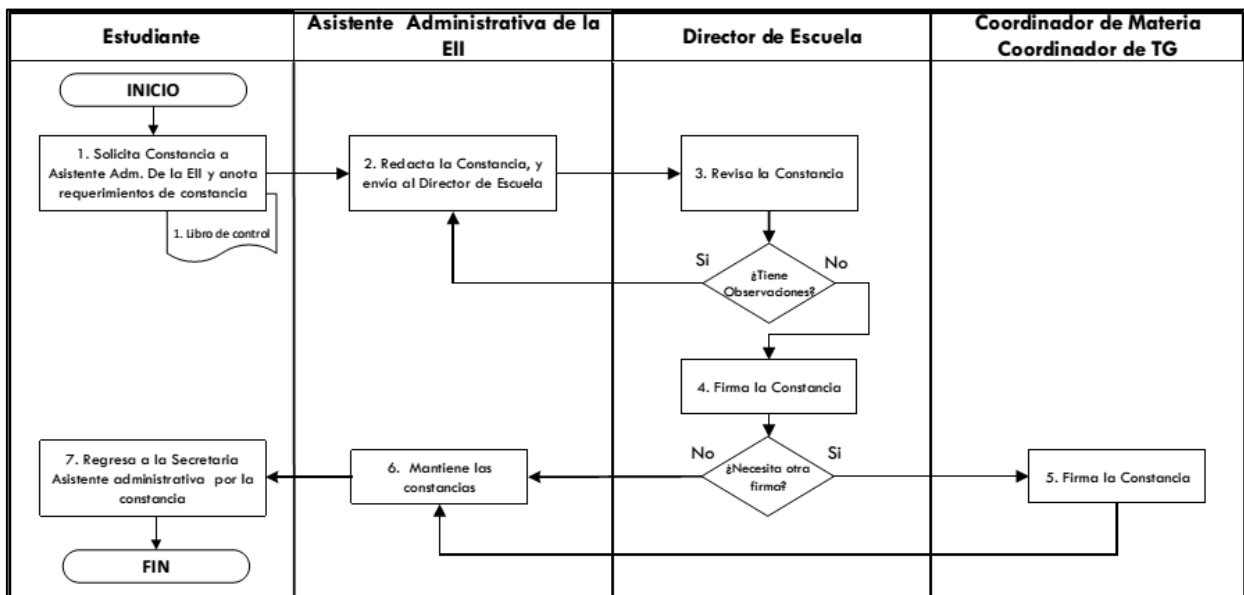 Estudiante
Asistente Administrativa de la
EII
Director de Escuela
Coordinador de Materia
Coordinador de TG
INICIO
1. Solicita Constancia a
Asistente Adm. De la EII y anota
requerimientos de constancia
1. Libro de control
2. Redacta la Constancia, y
envía al Director de Escuela
3. Revisa la Constancia
Si
No
¿Tiene
Observaciones?
4. Firma la Constancia
No
Si
¿Necesita otra
firma?
5. Firma la Constancia
6. Mantiene las
constancias
7. Regresa a la Secretaria
Asistente administrativa por la
constancia
FIN